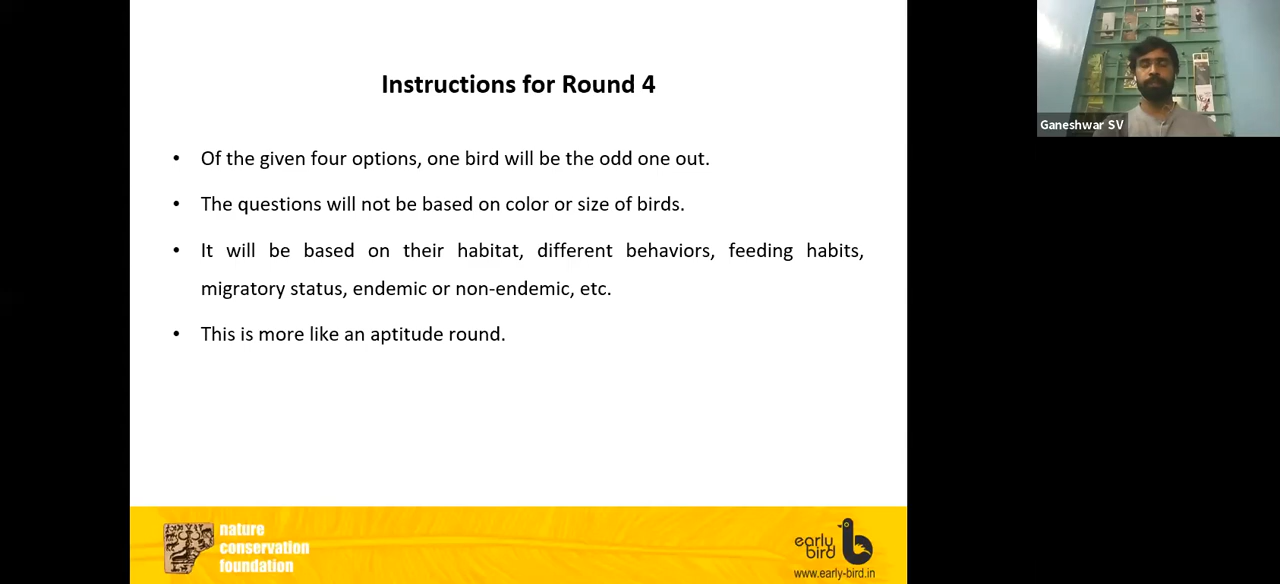 Instructions for Round 4
• Of the given four options, one bird will be the odd one out.
• The questions will not be based on color or size of birds.
• It will be based on their habitat, different behaviors, feeding habits,
migratory status, endemic or non-endemic, etc.
• This is more like an aptitude round.
Ganeshwar SV
nature
conservation
foundation
early
bird
www.early-bird.in